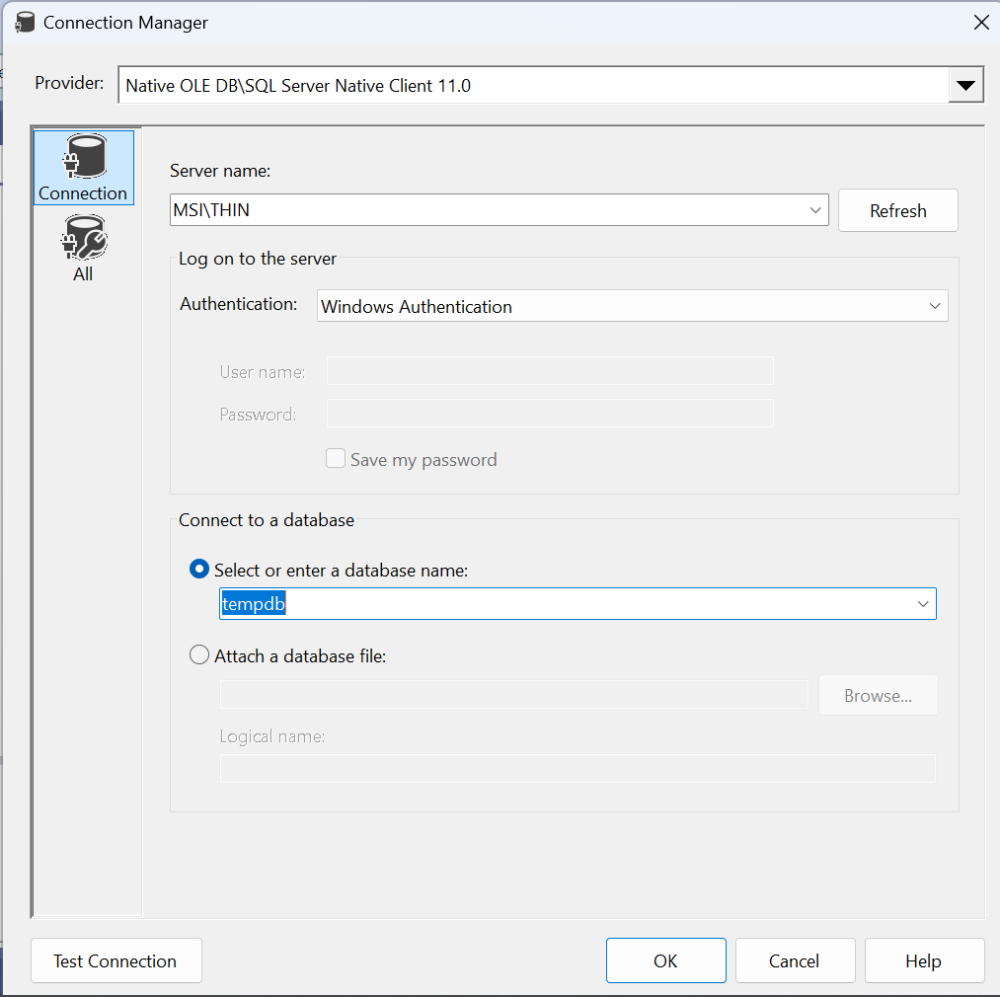 Connection Manager
Provider: Native OLE DB\SQL Server Native Client 11.0
Connection
All
Server name:
MSI\THIN Refresh
Log on to the server
Authentication: Windows Authentication
User name:
Password:
Save my password
Connect to a database
Select or enter a database name:
tempdb
Attach a database file:
Browse...
Logical name:
Test Connection OK Cancel Help